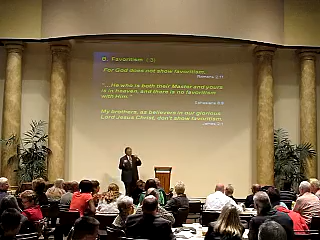 B. Favoritism (3)
For God does not show favoritism.
Romans 2:11
"...He who is both their Master and yours
is in heaven, and there is no favoritism
with Him."
Ephesians 6:9
My brothers, as believers in our glorious
Lord Jesus Christ, don't show favoritism.
James 2:1